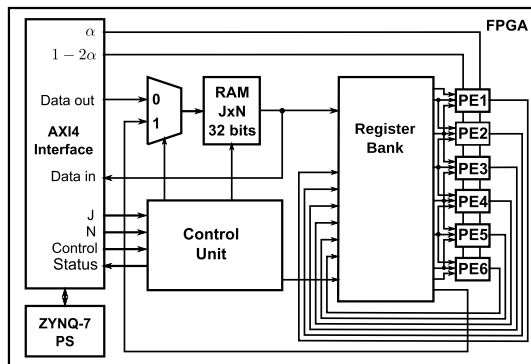 FPGA
α
1 − 2α
Data out
AXI4
Interface
Data in
J
N
Control
Status
ZYNQ-7
PS
0
1
RAM
JxN
32 bits
Control
Unit
Register
Bank
PE1
PE2
PE3
PE4
PE5
PE6